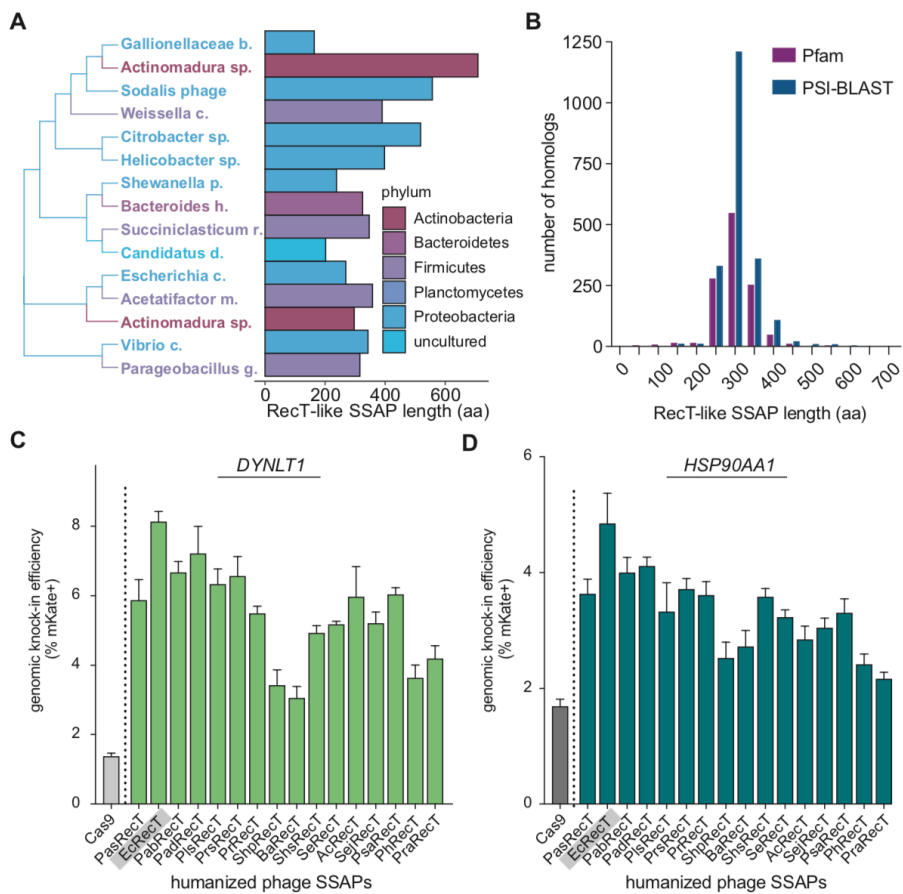 A
Gallionellaceae b.
Actinomadura sp.
Sodalis phage
Weissella c.
Citrobacter sp.
Helicobacter sp.
Shewanella p.
Bacteroides h.
Succiniclasticum r.
Candidatus d.
Escherichia c.
Acetatifactor m.
Actinomadura sp.
Vibrio c.
Parageobacillus g.
phylum
Actinobacteria
Bacteroidetes
Firmicutes
Planctomycetes
Proteobacteria
uncultured
0 200 400 600
RecT-like SSAP length (aa)
B
Pfam
PSI-BLAST
number of homologs
1250
1000
750
500
250
0
0 100 200 300 400 500 600 700
RecT-like SSAP length (aa)
C
DYNLT1
genomic knock-in efficiency
(% mKate+)
8
6
4
2
0
Cas9 PasRecT EcRecT PabRecT PadRecT PlsRecT PrsRecT PrRecT ShpRecT BaRecT ShsRecT SeRecT AcRecT SejRecT PsaRecT PhRecT PraRecT
humanized phage SSAPs
D
HSP90AA1
genomic knock-in efficiency
(% mKate+)
6
4
2
0
Cas9 PasRecT EcRecT PabRecT PadRecT PlsRecT PrsRecT PrRecT ShpRecT BaRecT ShsRecT SeRecT AcRecT SejRecT PsaRecT PhRecT PraRecT
humanized phage SSAPs